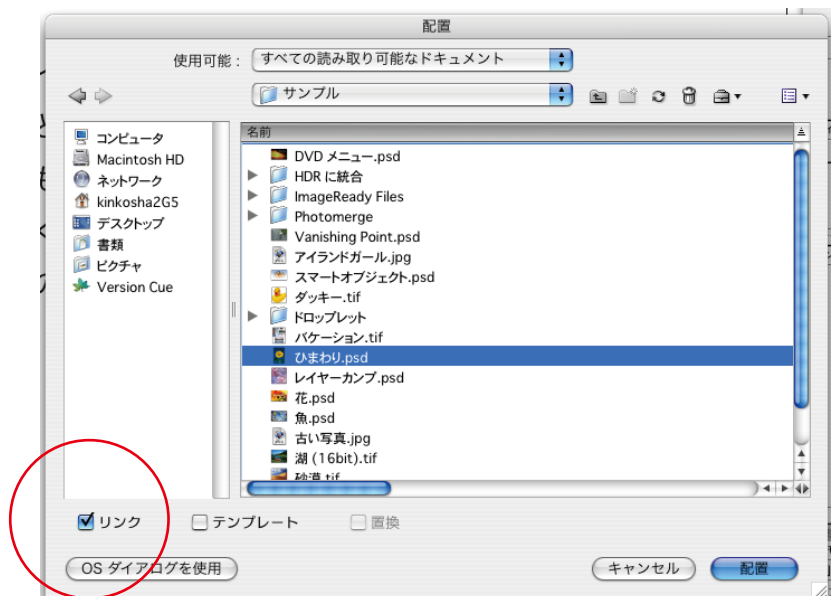 配置
使用可能： すべての読み取り可能なドキュメント
サンプル
コンピュータ
Macintosh HD
ネットワーク
kinkosha2G5
デスクトップ
書類
ピクチャ
Version Cue
名前
DVD メニュー.psd
HDR に統合
ImageReady Files
Photomerge
Vanishing Point.psd
アイランドガール.jpg
スマートオブジェクト.psd
ダッキー.tif
ドロップレット
バケーション.tif
ひまわり.psd
レイヤーカンプ.psd
花.psd
魚.psd
古い写真.jpg
湖 (16bit).tif
砂漠.tif
リンク テンプレート 置換
OS ダイアログを使用 キャンセル 配置